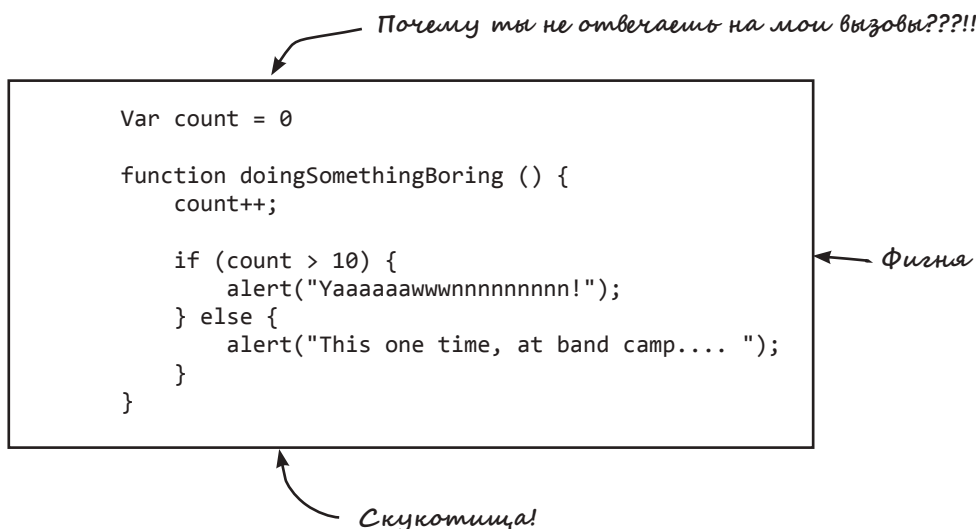 Почему ты не отвечаешь на мои вызовы???!!
Var count = 0
function doingSomethingBoring () {
count++;
if (count > 10) {
alert("Yaaaaaawwwnnnnnnnnn!");
} else {
alert("This one time, at band camp.... ");
}
}
Фигня
Скукотища!